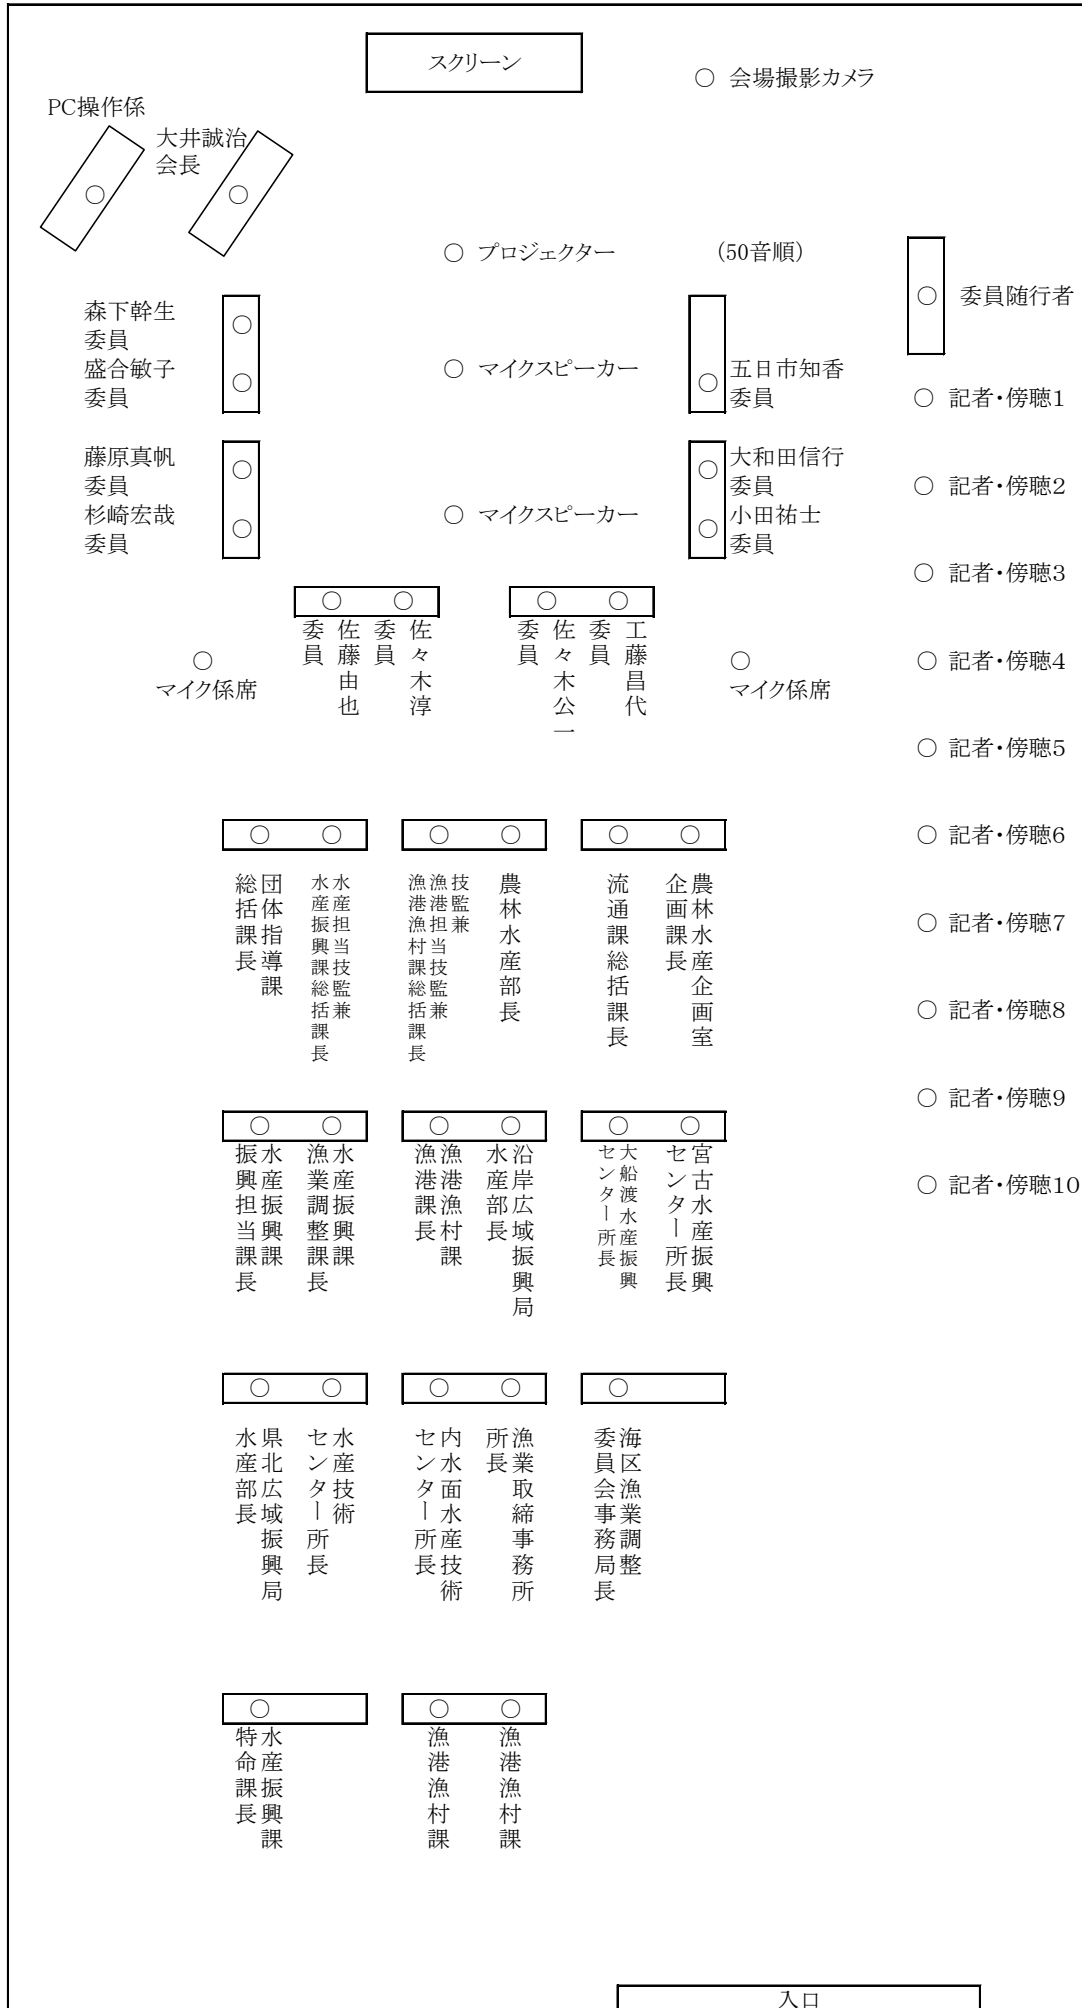 スクリーン
○ 会場撮影カメラ
PC操作係
大井誠治
会長
○ プロジェクター
(50音順)
委員随行者
森下幹生
委員
盛合敏子
委員
○ マイクスピーカー
五日市知香
委員
○ 記者・傍聴1
藤原真帆
委員
杉崎宏哉
委員
○ マイクスピーカー
大和田信行
委員
小田祐士
委員
○ 記者・傍聴2
○ 記者・傍聴3
佐藤由也
委員
佐々木淳
委員
佐々木公一
委員
工藤昌代
委員
○
マイク係席
○
マイク係席
○ 記者・傍聴4
○ 記者・傍聴5
○ 記者・傍聴6
団体指導課
総括課長
水産担当技監兼
水産振興課総括課長
技監兼
漁港担当技監兼
漁港漁村課総括課長
農林水産部長
流通課総括課長
農林水産企画室
企画課長
○ 記者・傍聴7
○ 記者・傍聴8
○ 記者・傍聴9
水産振興課
振興担当課長
水産振興課
漁業調整課長
漁港漁村課
漁港課長
沿岸広域振興局
水産部長
大船渡水産振興
センター所長
宮古水産振興
センター所長
○ 記者・傍聴10
県北広域振興局
水産部長
水産技術
センター所長
内水面水産技術
センター所長
漁業取締事務所
所長
海区漁業調整
委員会事務局長
水産振興課
特命課長
漁港漁村課
漁港漁村課
入口